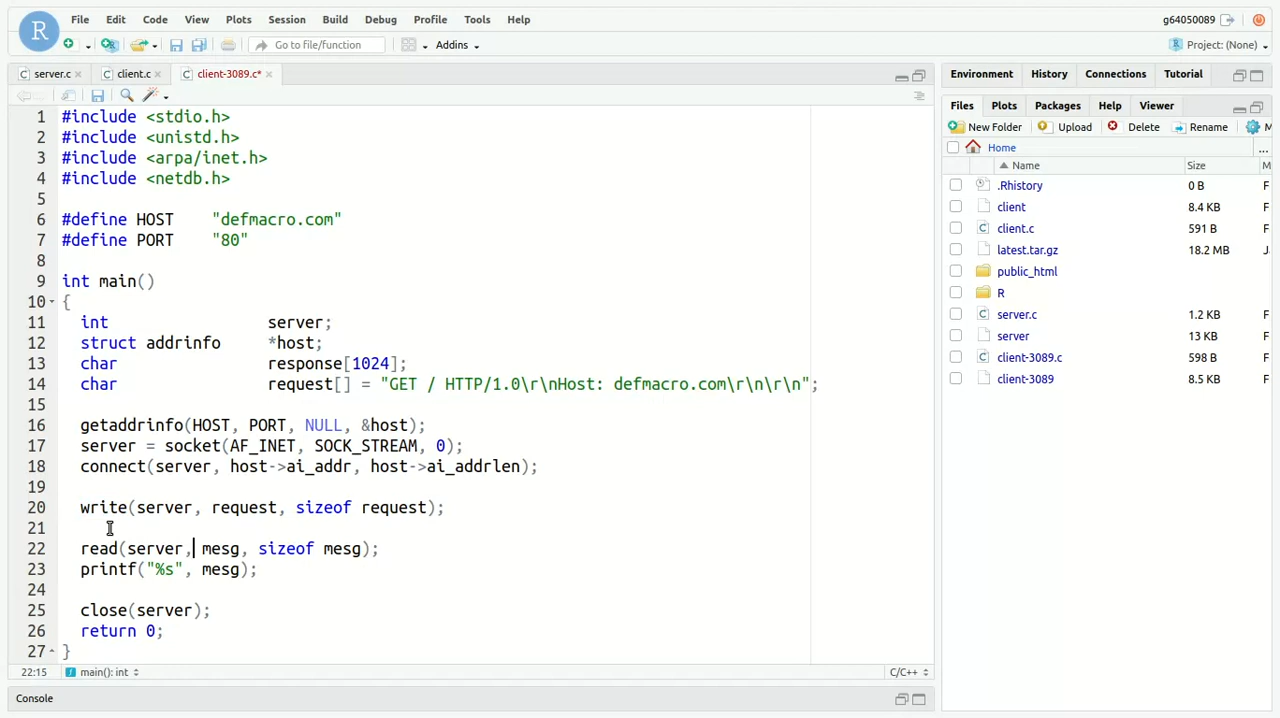 File Edit Code View Plots Session Build Debug Profile Tools Help
g64050089
R
Go to file/function
Addins
Project: (None)
server.c
client.c
client-3089.c*
1 #include <stdio.h>
2 #include <unistd.h>
3 #include <arpa/inet.h>
4 #include <netdb.h>
5
6 #define HOST "defmacro.com"
7 #define PORT "80"
8
9 int main()
10 {
11 int server;
12 struct addrinfo *host;
13 char response[1024];
14 char request[] = "GET / HTTP/1.0\r\nHost: defmacro.com\r\n\r\n";
15
16 getaddrinfo(HOST, PORT, NULL, &host);
17 server = socket(AF_INET, SOCK_STREAM, 0);
18 connect(server, host->ai_addr, host->ai_addrlen);
19
20 write(server, request, sizeof request);
21
22 read(server, mesg, sizeof mesg);
23 printf("%s", mesg);
24
25 close(server);
26 return 0;
27 }
22:15 main(): int C/C++
Console
Environment History Connections Tutorial
Files Plots Packages Help Viewer
New Folder Upload Delete Rename M
Home ...
Name Size M
.Rhistory 0 B F
client 8.4 KB F
client.c 591 B F
latest.tar.gz 18.2 MB J
public_html F
R F
server.c 1.2 KB F
server 13 KB F
client-3089.c 598 B F
client-3089 8.5 KB F